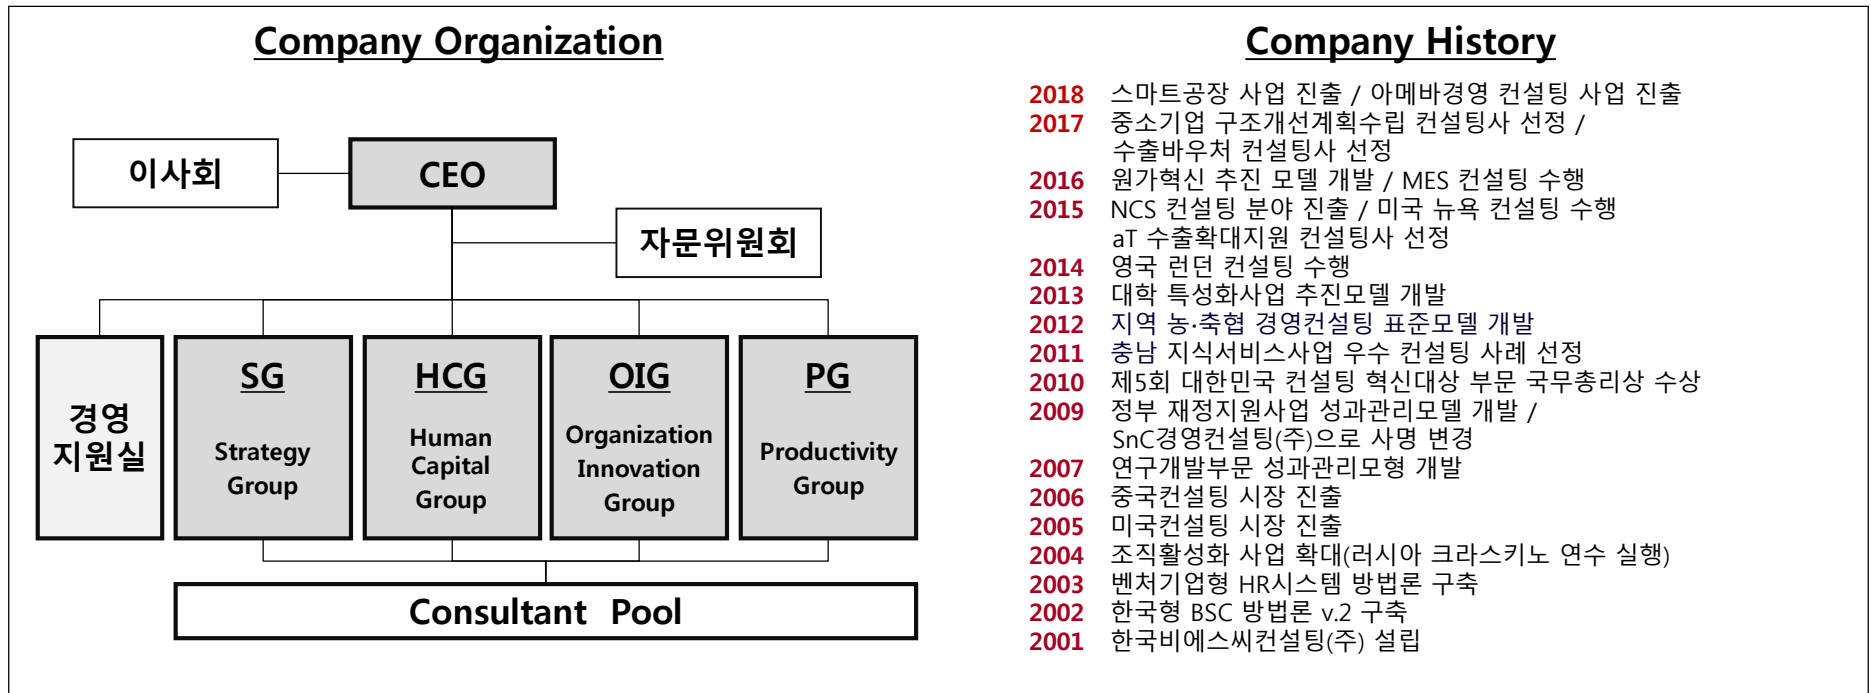 Company Organization
이사회
CEO
자문위원회
경영
지원실
SG
Strategy
Group
HCG
Human
Capital
Group
OIG
Organization
Innovation
Group
PG
Productivity
Group
Consultant Pool
Company History
2018 스마트공장 사업 진출 / 아메바경영 컨설팅 사업 진출
2017 중소기업 구조개선계획수립 컨설팅사 선정 /
수출바우처 컨설팅사 선정
2016 원가혁신 추진 모델 개발 / MES 컨설팅 수행
2015 NCS 컨설팅 분야 진출 / 미국 뉴욕 컨설팅 수행
aT 수출확대지원 컨설팅사 선정
2014 영국 런던 컨설팅 수행
2013 대학 특성화사업 추진모델 개발
2012 지역 농·축협 경영컨설팅 표준모델 개발
2011 충남 지식서비스사업 우수 컨설팅 사례 선정
2010 제5회 대한민국 컨설팅 혁신대상 부문 국무총리상 수상
2009 정부 재정지원사업 성과관리모델 개발 /
SnC경영컨설팅(주)으로 사명 변경
2007 연구개발부문 성과관리모형 개발
2006 중국컨설팅 시장 진출
2005 미국컨설팅 시장 진출
2004 조직활성화 사업 확대(러시아 크라스키노 연수 실행)
2003 벤처기업형 HR시스템 방법론 구축
2002 한국형 BSC 방법론 v.2 구축
2001 한국비에스씨컨설팅(주) 설립